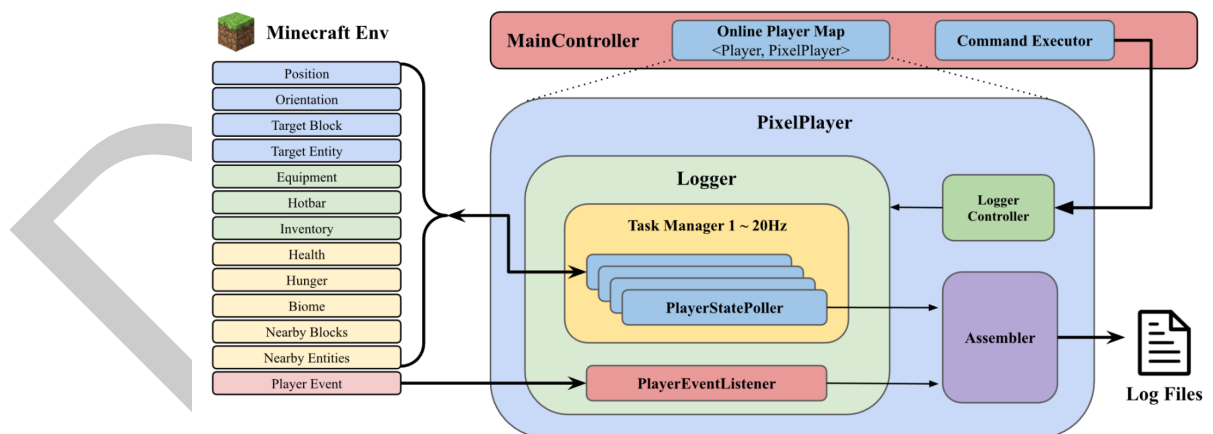 Minecraft Env
Position
Orientation
Target Block
Target Entity
Equipment
Hotbar
Inventory
Health
Hunger
Biome
Nearby Blocks
Nearby Entities
Player Event
MainController
Online Player Map
<Player, PixelPlayer>
Command Executor
PixelPlayer
Logger
Task Manager 1 ~ 20Hz
PlayerStatePoller
PlayerEventListener
Logger
Controller
Assembler
Log Files